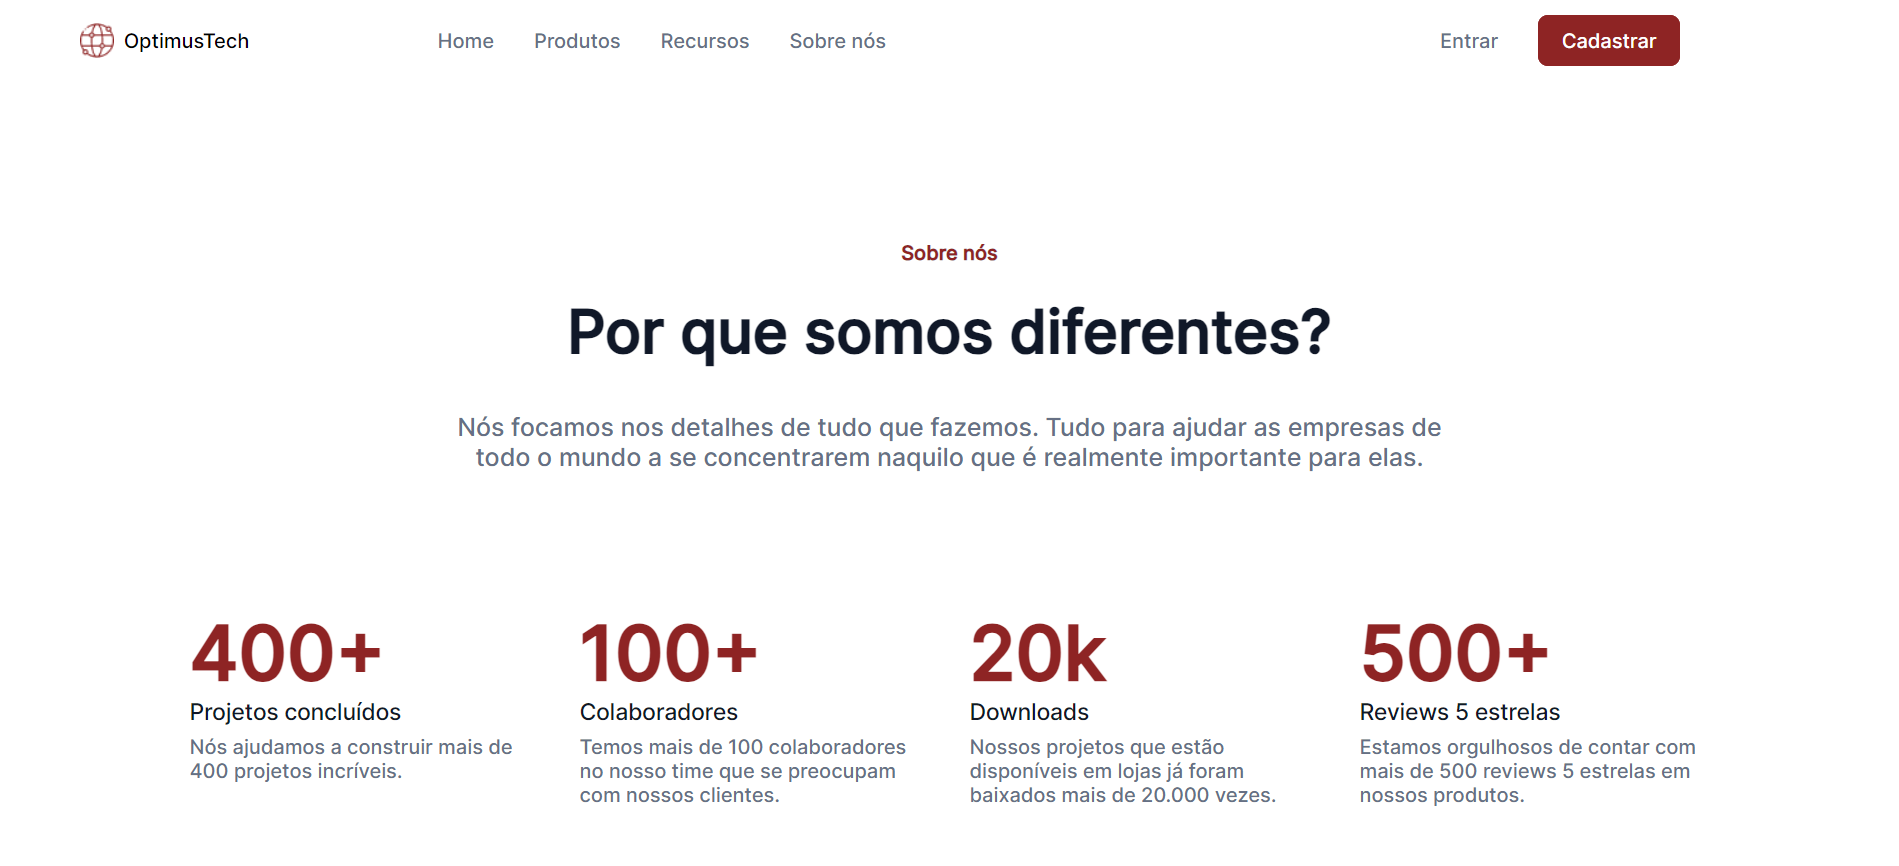 OptimusTech
Home
Produtos
Recursos
Sobre nós
Entrar
Cadastrar
Sobre nós
Por que somos diferentes?
Nós focamos nos detalhes de tudo que fazemos. Tudo para ajudar as empresas de
todo o mundo a se concentrarem naquilo que é realmente importante para elas.
400+
Projetos concluídos
Nós ajudamos a construir mais de
400 projetos incríveis.
100+
Colaboradores
Temos mais de 100 colaboradores
no nosso time que se preocupam
com nossos clientes.
20k
Downloads
Nossos projetos que estão
disponíveis em lojas já foram
baixados mais de 20.000 vezes.
500+
Reviews 5 estrelas
Estamos orgulhosos de contar com
mais de 500 reviews 5 estrelas em
nossos produtos.